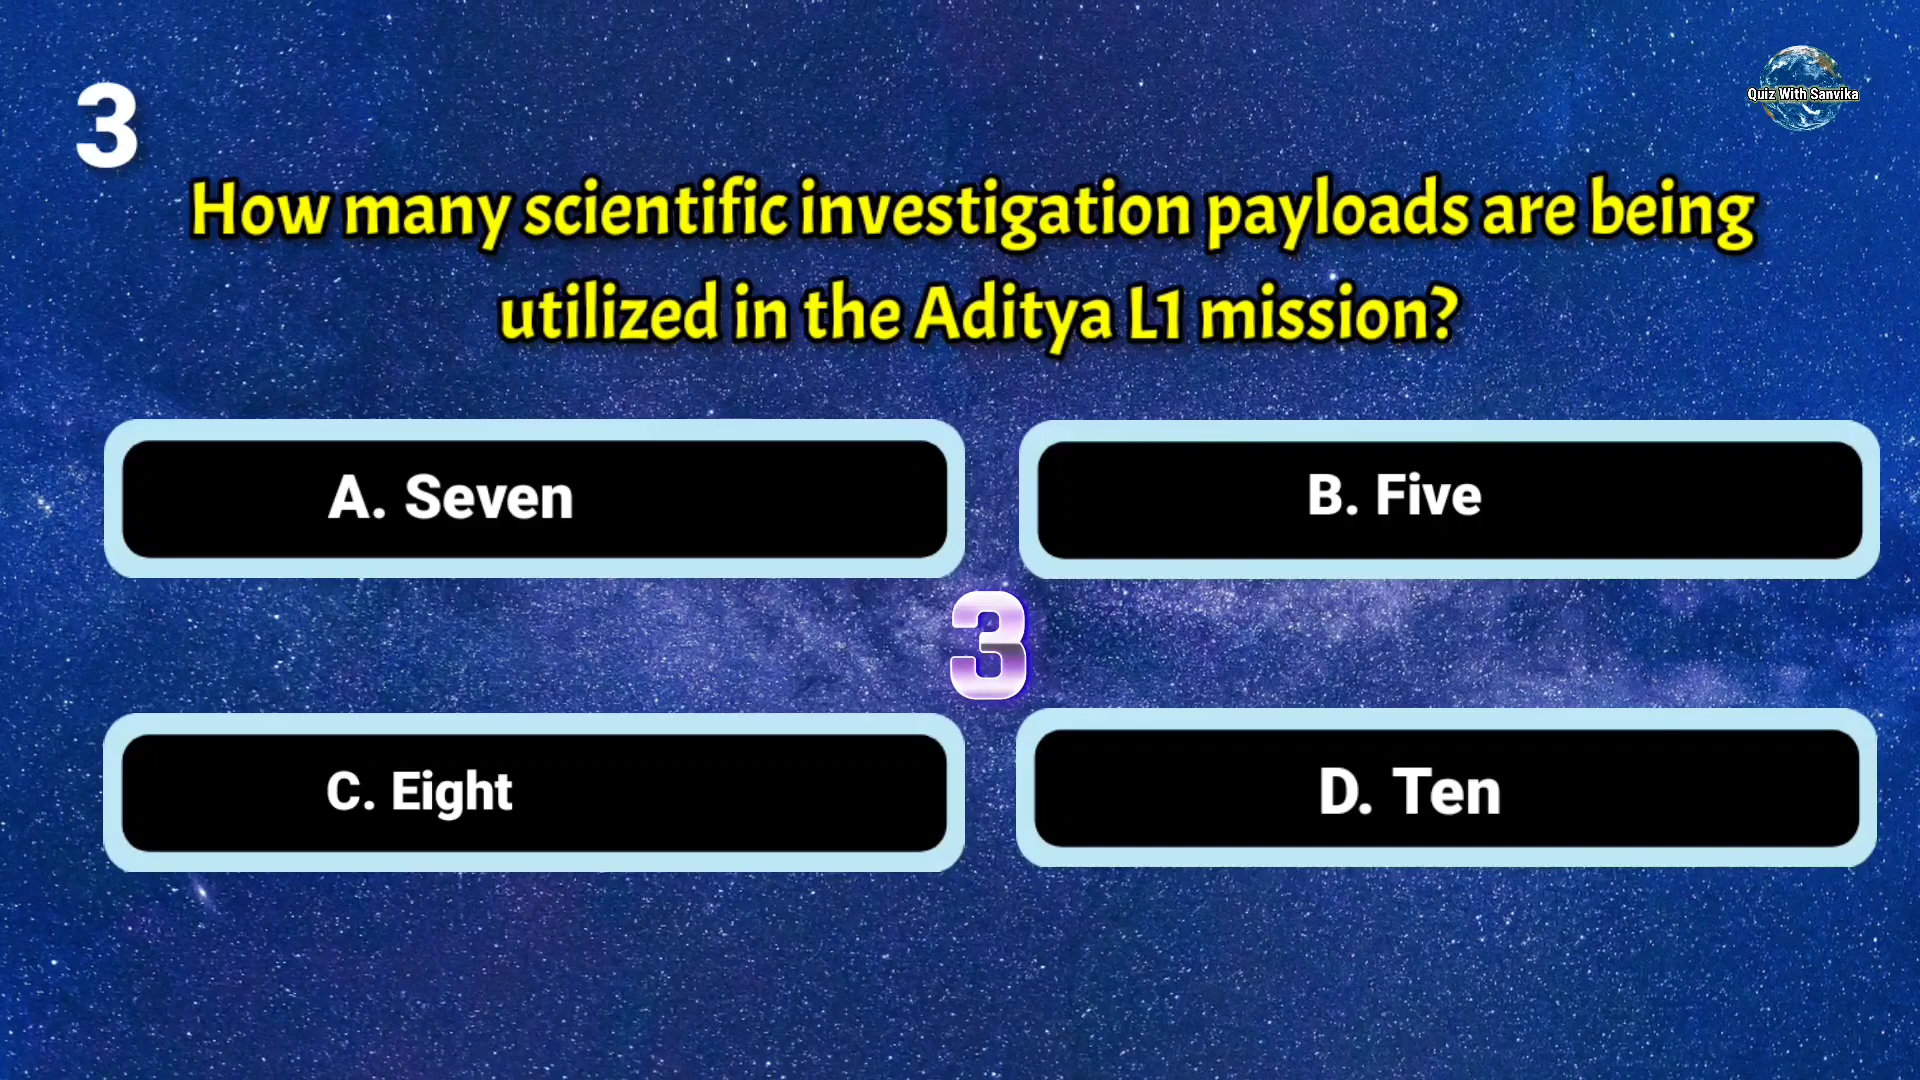 3
Quiz With Sanvika
How many scientific investigation payloads are being
utilized in the Aditya L1 mission?
A. Seven
B. Five
3
C. Eight
D. Ten